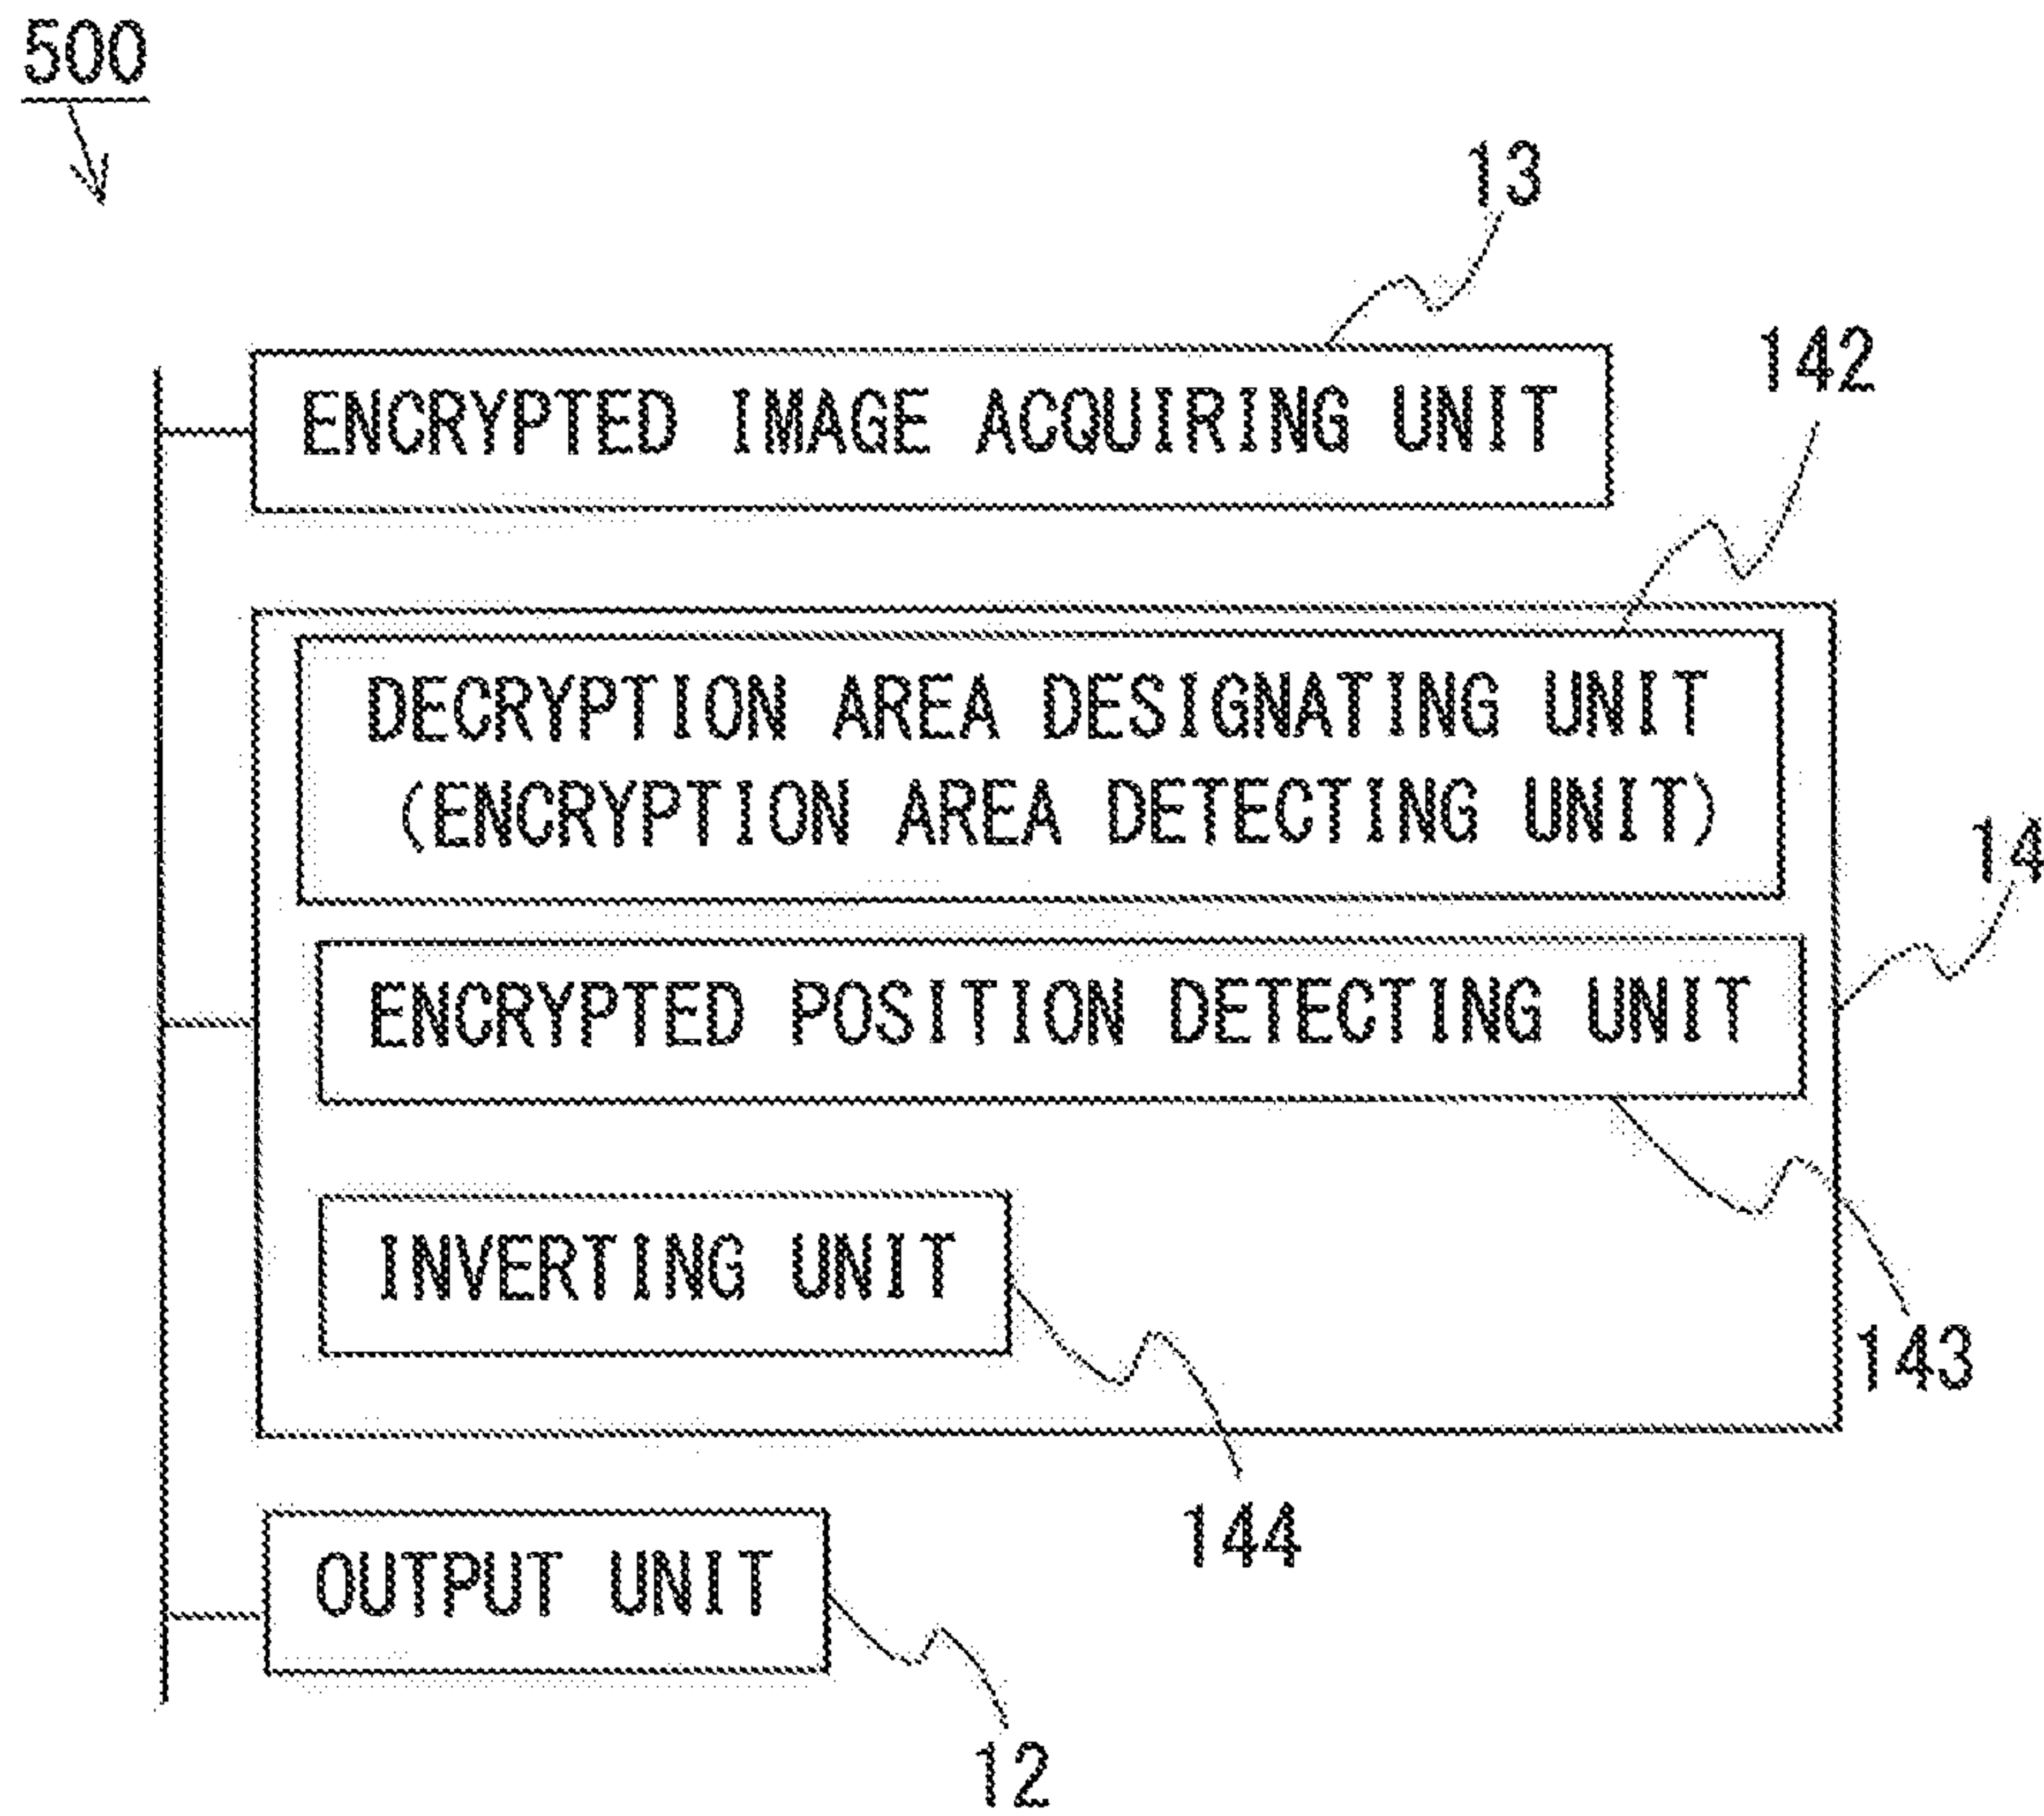 500
13
ENCRYPTED IMAGE ACQUIRING UNIT
142
DECRYPTION AREA DESIGNATING UNIT
(ENCRYPTION AREA DETECTING UNIT)
14
ENCRYPTED POSITION DETECTING UNIT
143
INVERTING UNIT
144
OUTPUT UNIT
12